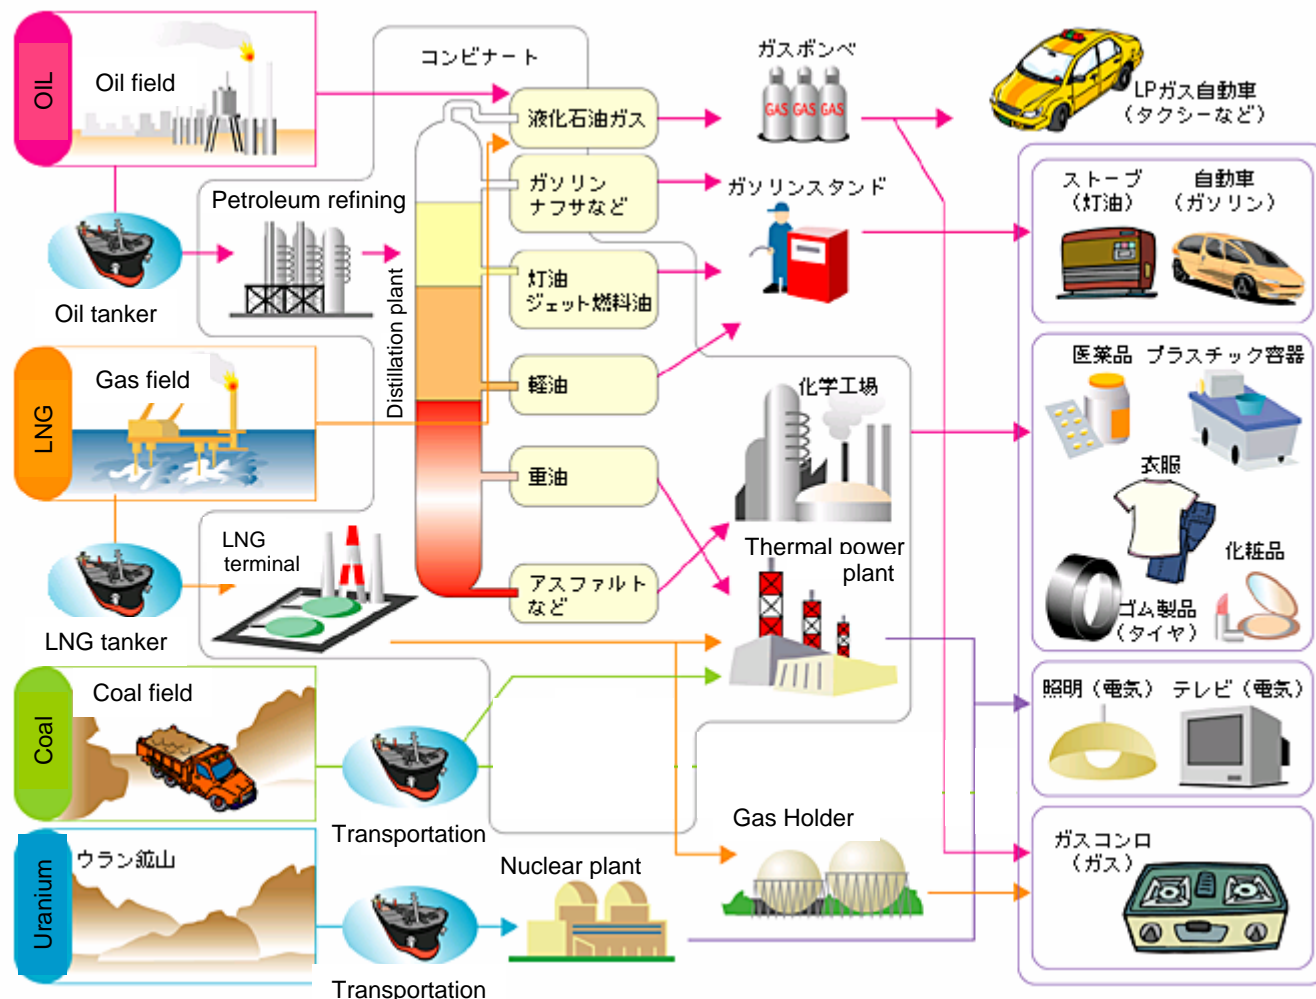 OIL
Oil field
コンビナート
ガスボンベ
GAS GAS GAS
LPガス自動車
(タクシーなど)
液化石油ガス
Petroleum refining
ガソリン
ナフサなど
ガソリンスタンド
ストーブ
(灯油)
自動車
(ガソリン)
Oil tanker
Distillation plant
灯油
ジェット燃料油
LNG
Gas field
軽油
化学工場
医薬品
プラスチック容器
重油
衣服
LNG
terminal
Thermal power
plant
化粧品
アスファルト
など
ゴム製品
(タイヤ)
LNG tanker
Coal
Coal field
照明(電気)
テレビ(電気)
Transportation
Gas Holder
ガスコンロ
(ガス)
Uranium
ウラン鉱山
Nuclear plant
Transportation